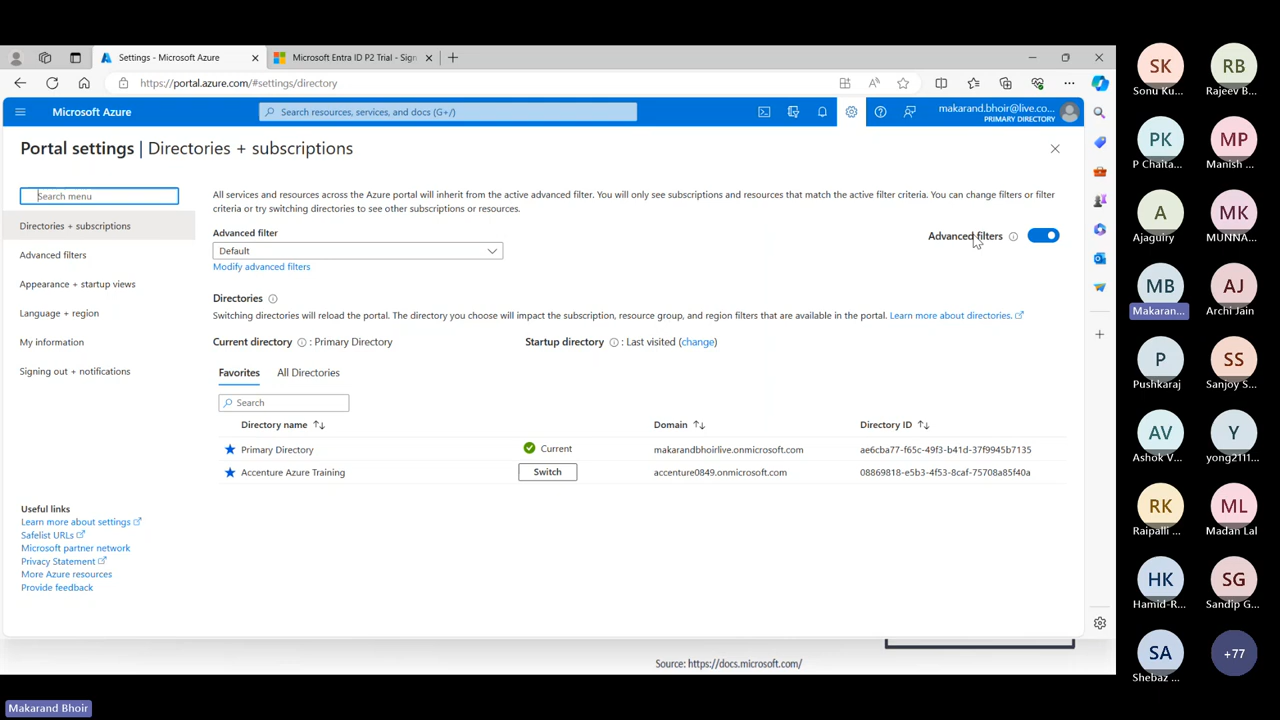 Settings - Microsoft Azure
Microsoft Entra ID P2 Trial - Sign
https://portal.azure.com/#settings/directory
Microsoft Azure
Search resources, services, and docs (G+/)
makarand.bhoir@live.co...
PRIMARY DIRECTORY
Portal settings | Directories + subscriptions
Search menu
Directories + subscriptions
Advanced filters
Appearance + startup views
Language + region
My information
Signing out + notifications
Useful links
Learn more about settings
Safelist URLs
Microsoft partner network
Privacy Statement
More Azure resources
Provide feedback
All services and resources across the Azure portal will inherit from the active advanced filter. You will only see subscriptions and resources that match the active filter criteria. You can change filters or filter
criteria or try switching directories to see other subscriptions or resources.
Advanced filter
Default
Modify advanced filters
Advanced filters
Directories
Switching directories will reload the portal. The directory you choose will impact the subscription, resource group, and region filters that are available in the portal. Learn more about directories.
Current directory : Primary Directory
Startup directory : Last visited (change)
Favorites All Directories
Search
Directory name Domain Directory ID
Primary Directory Current makarandbhoirlive.onmicrosoft.com ae6cba77-f65c-49f3-b41d-37f9945b7135
Accenture Azure Training Switch accenture0849.onmicrosoft.com 08869818-e5b3-4f53-8caf-75708a85f40a
Source: https://docs.microsoft.com/
Makarand Bhoir
SK RB
Sonu Ku... Rajeev B...
PK MP
P Chaita... Manish ...
A MK
Ajaguiry MUNNA...
MB AJ
Makaran... Archi Jain
P SS
Pushkaraj Sanjoy S...
AV Y
Ashok V... yong2111...
RK ML
Raipalli ... Madan Lal
HK SG
Hamid-R... Sandip G...
SA +77
Shebaz ...